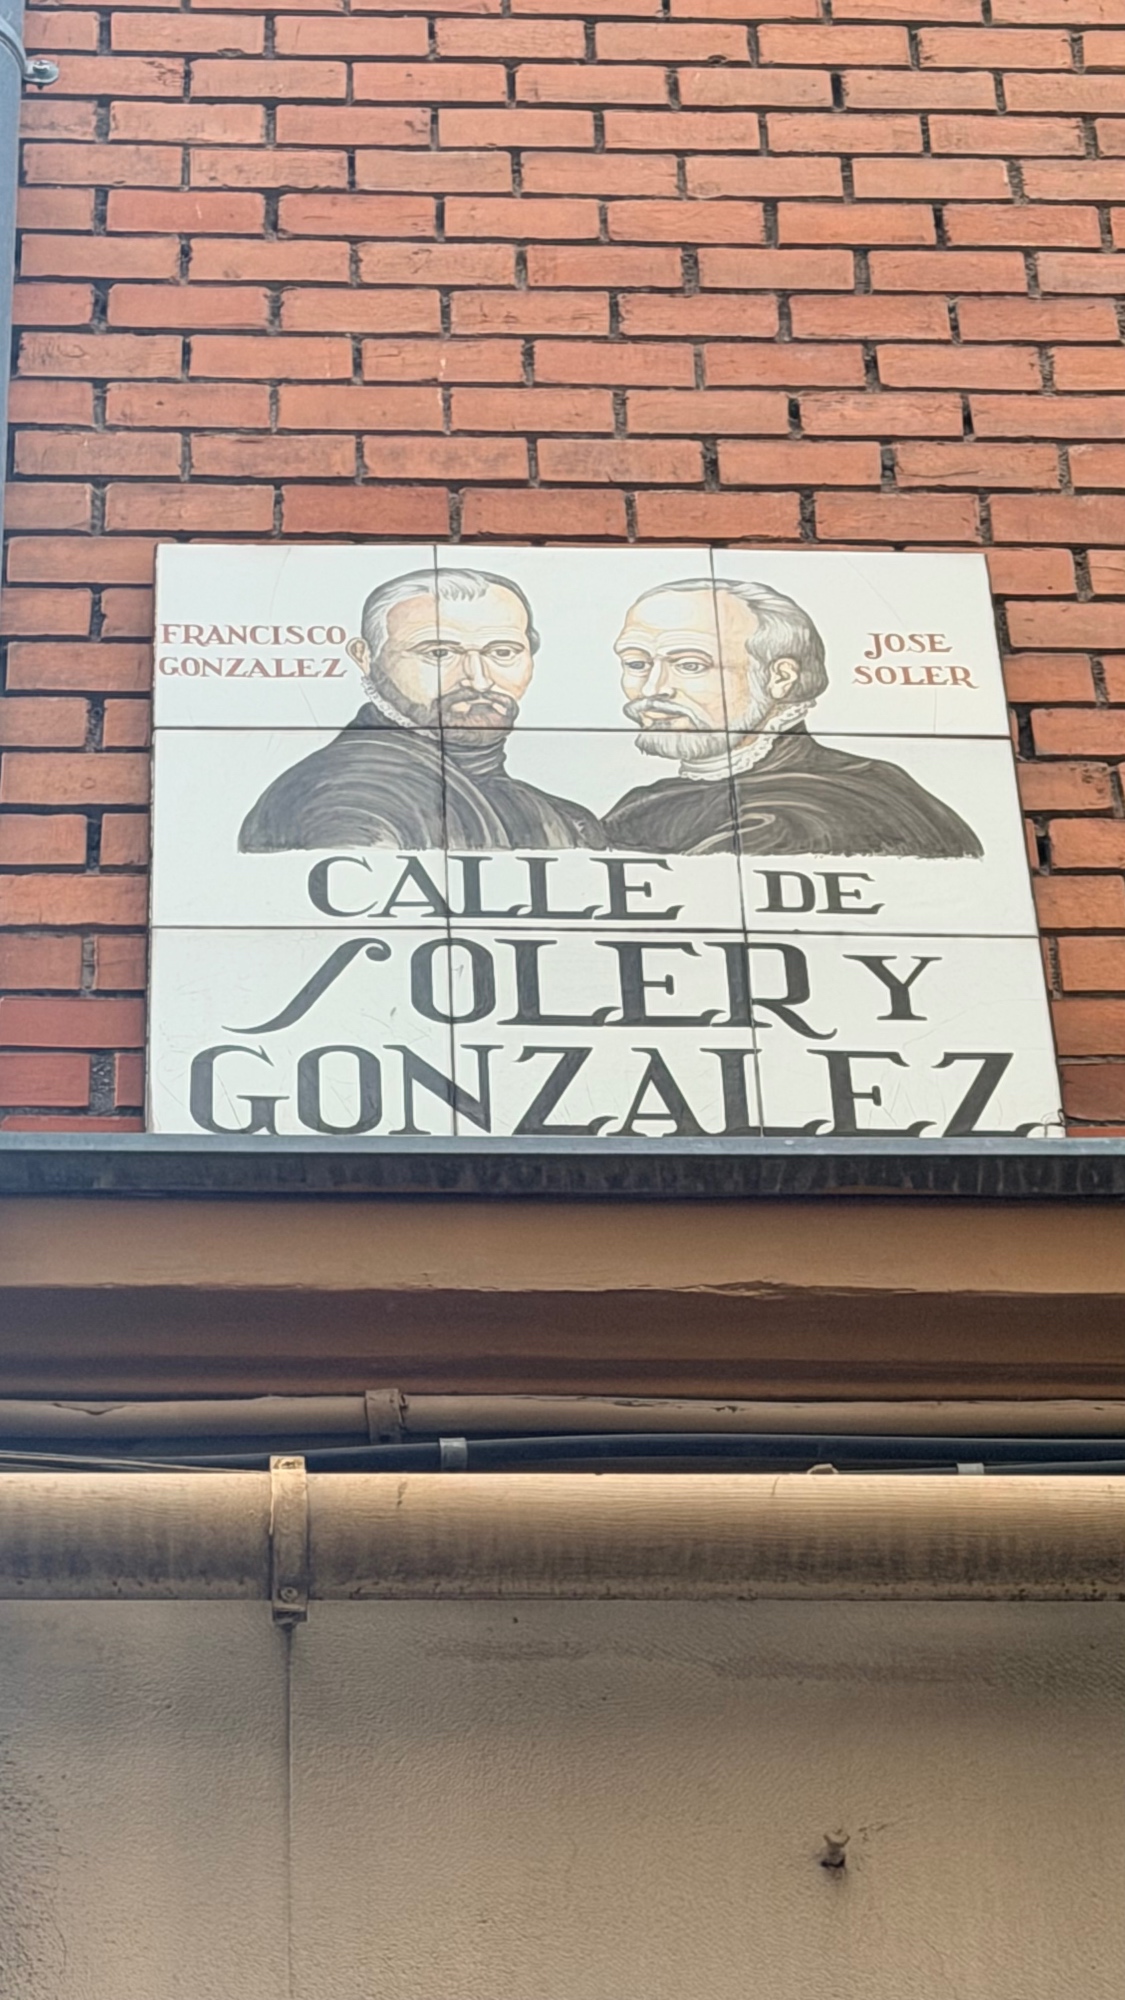 FRANCISCO
GONZALEZ
JOSE
SOLER
CALLE DE
SOLER Y
GONZALEZ